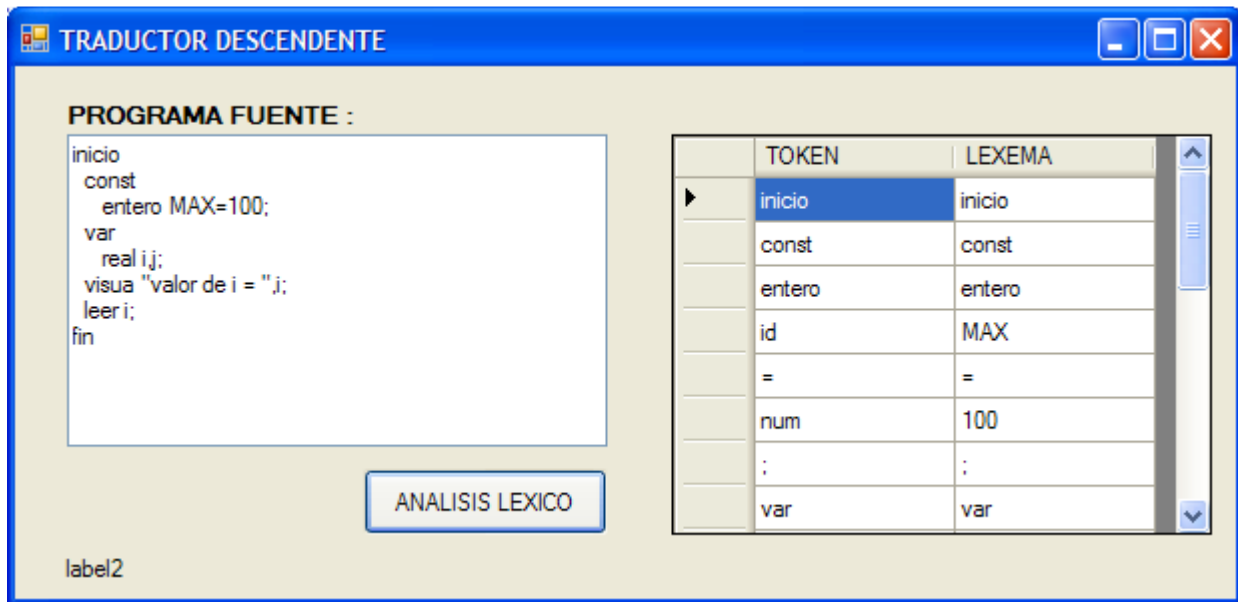 TRADUCTOR DESCENDENTE
PROGRAMA FUENTE :
inicio
const
entero MAX=100;
var
real i,j;
visua "valor de i = ",i;
leer i;
fin
ANALISIS LEXICO
label2
TOKEN LEXEMA
inicio inicio
const const
entero entero
id MAX
= =
num 100
; ;
var var